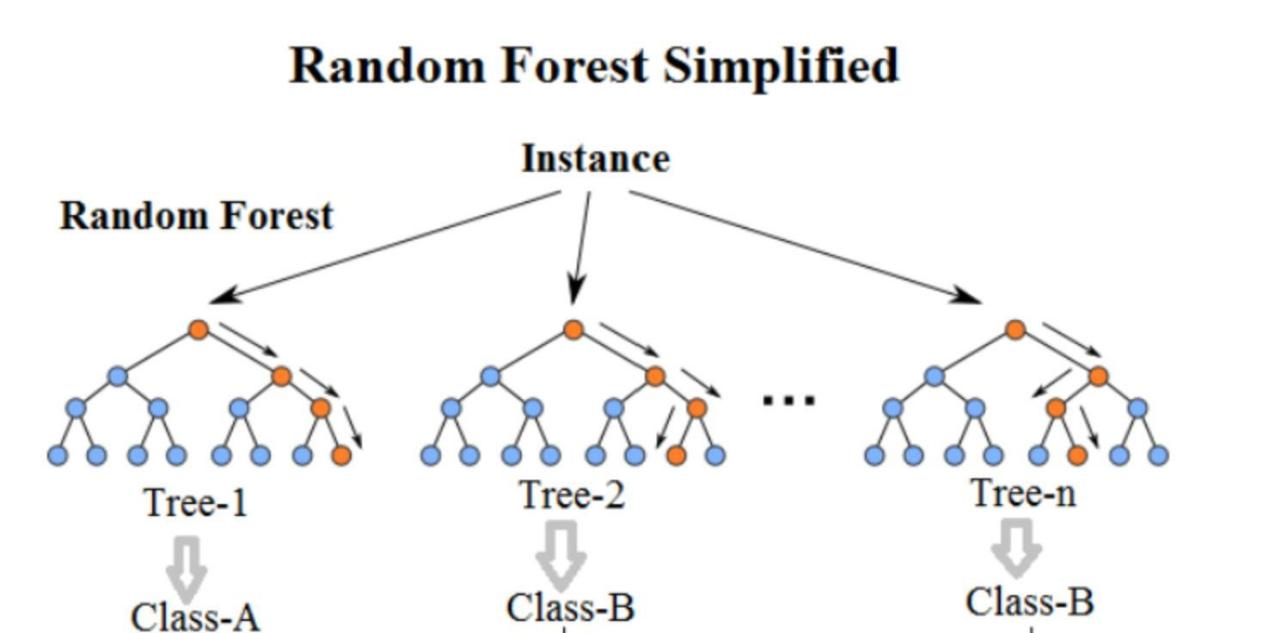 Random Forest Simplified
Instance
Random Forest
...
Tree-1
Tree-2
Tree-n
Class-A
Class-B
Class-B